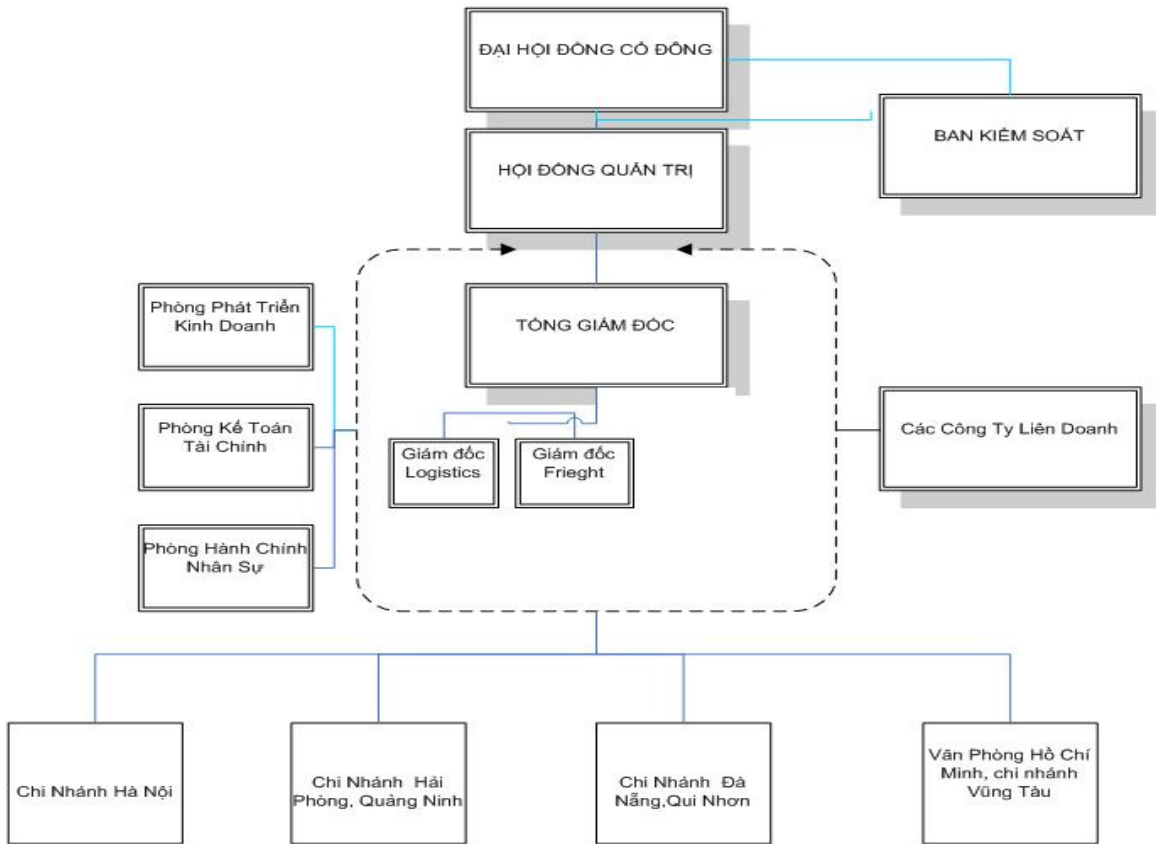 ĐẠI HỘI ĐỒNG CỔ ĐÔNG
BAN KIỂM SOÁT
HỘI ĐỒNG QUẢN TRỊ
Phòng Phát Triển
Kinh Doanh
TỔNG GIÁM ĐỐC
Phòng Kế Toán
Tài Chính
Các Công Ty Liên Doanh
Giám đốc
Logistics
Giám đốc
Frieght
Phòng Hành Chính
Nhân Sự
Chi Nhánh Hà Nội
Chi Nhánh Hải
Phòng, Quảng Ninh
Chi Nhánh Đà
Nẵng,Qui Nhơn
Văn Phòng Hồ Chí
Minh, chi nhánh
Vũng Tàu